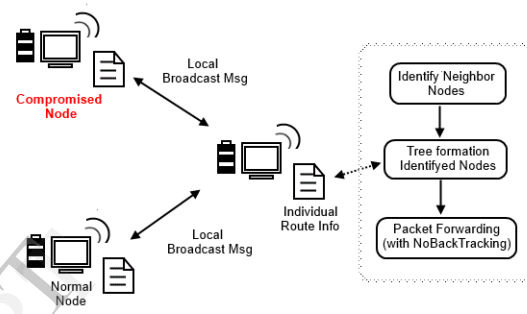 Local
Broadcast Msg
Compromised
Node
Identify Neighbor
Nodes
Tree formation
Identifyed Nodes
Individual
Route Info
Packet Forwarding
(with NoBackTracking)
Local
Broadcast Msg
Normal
Node